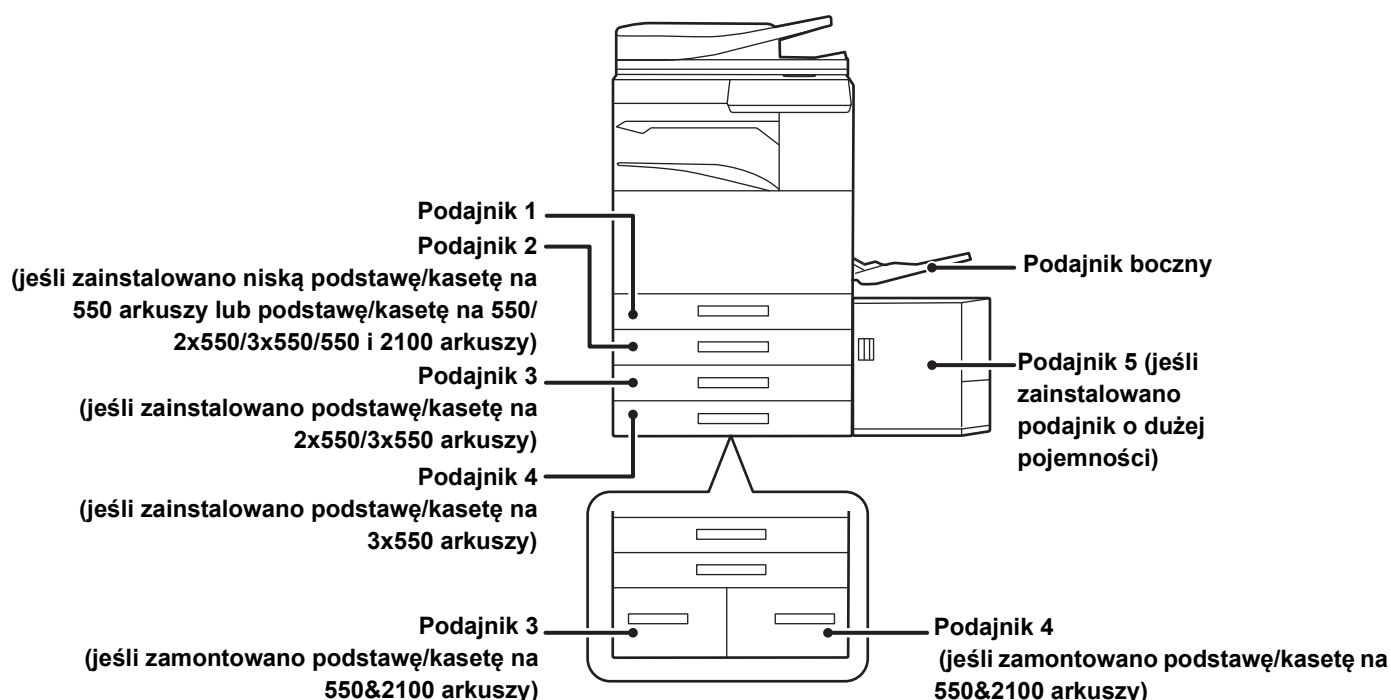 Podajnik 1
Podajnik 2
(jeśli zainstalowano niską podstawę/kasetę na
550 arkuszy lub podstawę/kasetę na 550/
2x550/3x550/550 i 2100 arkuszy)
Podajnik 3
(jeśli zainstalowano podstawę/kasetę na
2x550/3x550 arkuszy)
Podajnik 4
(jeśli zainstalowano podstawę/kasetę na
3x550 arkuszy)
Podajnik boczny
Podajnik 5 (jeśli
zainstalowano
podajnik o dużej
pojemności)
Podajnik 3
(jeśli zamontowano podstawę/kasetę na
550&2100 arkuszy)
Podajnik 4
(jeśli zamontowano podstawę/kasetę na
550&2100 arkuszy)